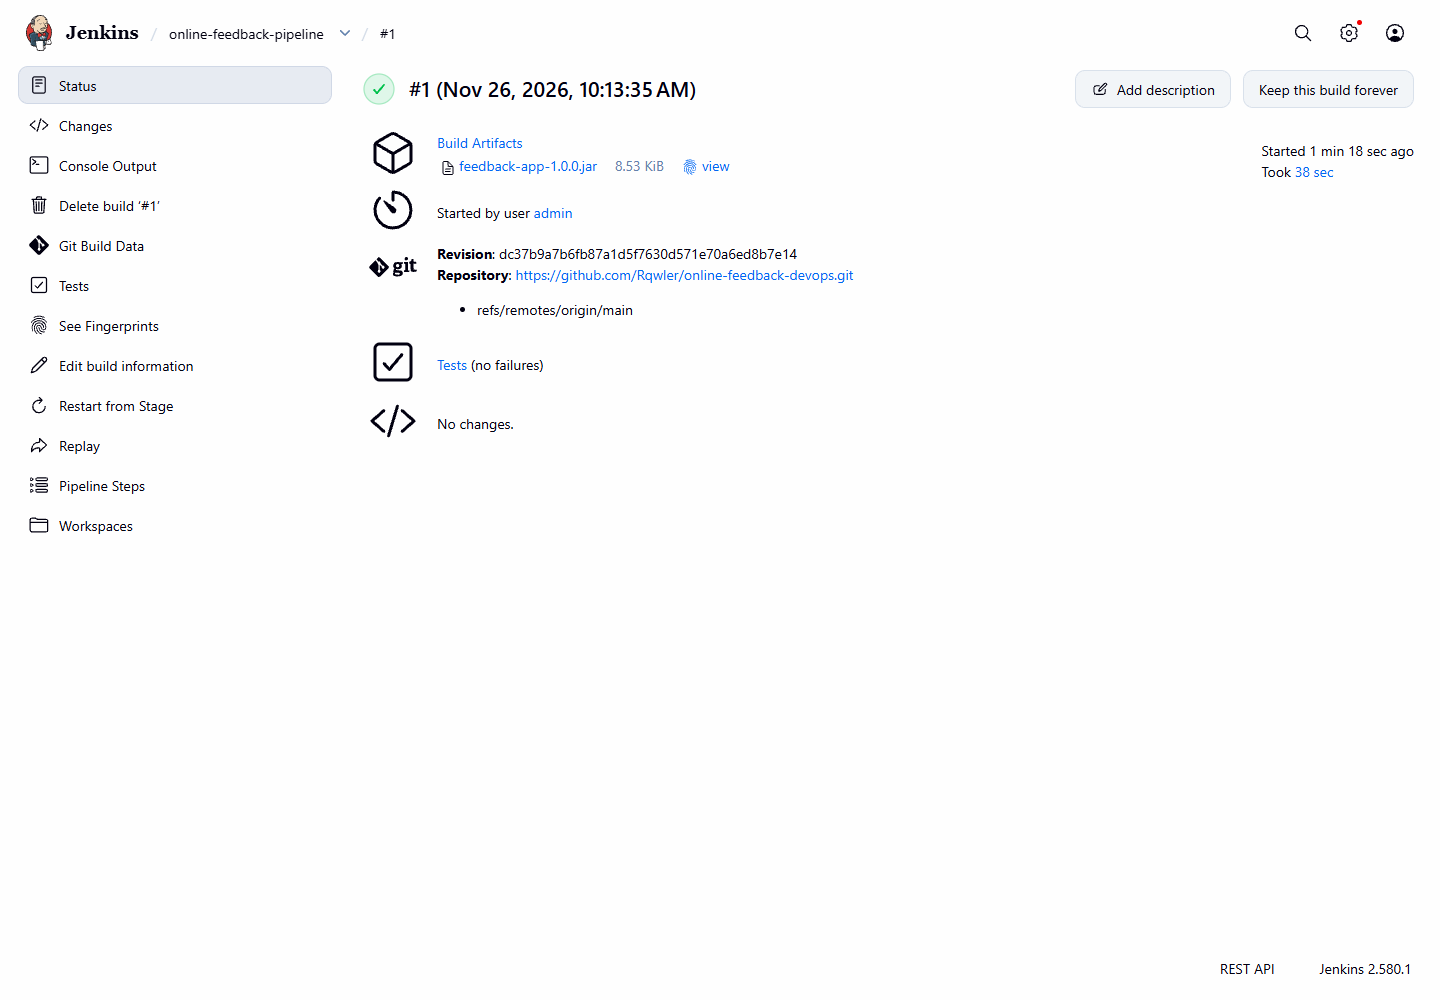 Jenkins / online-feedback-pipeline / #1
Status
Changes
Console Output
Delete build ‘#1’
Git Build Data
Tests
See Fingerprints
Edit build information
Restart from Stage
Replay
Pipeline Steps
Workspaces
#1 (Nov 26, 2026, 10:13:35 AM)
Add description
Keep this build forever
Started 1 min 18 sec ago
Took 38 sec
Build Artifacts
feedback-app-1.0.0.jar 8.53 KiB view
Started by user admin
git
Revision: dc37b9a7b6fb87a1d5f7630d571e70a6ed8b7e14
Repository: https://github.com/Rqwler/online-feedback-devops.git
• refs/remotes/origin/main
Tests (no failures)
No changes.
REST API
Jenkins 2.580.1